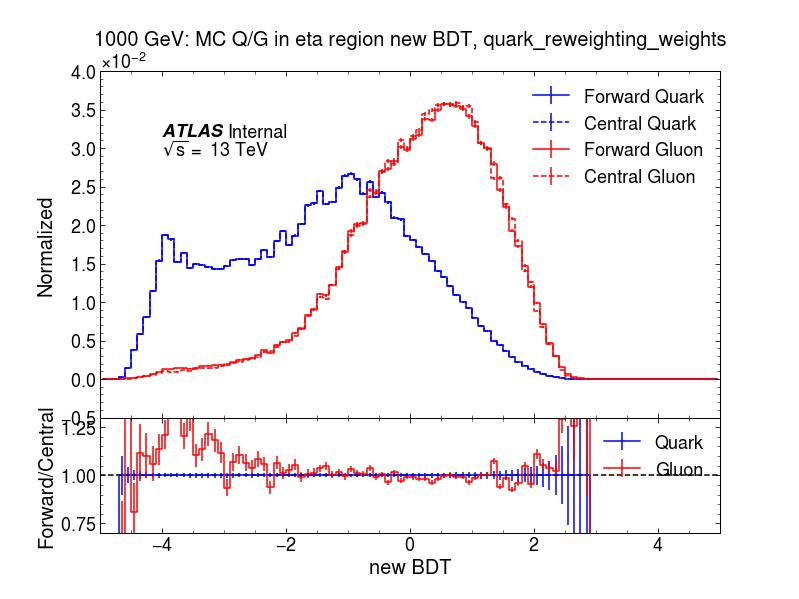 1000 GeV: MC Q/G in eta region new BDT, quark_reweighting_weights
×10⁻²
4.0
3.5
3.0
2.5
2.0
1.5
1.0
0.5
0.0
−0.5
Normalized
ATLAS Internal
√s = 13 TeV
Forward Quark
Central Quark
Forward Gluon
Central Gluon
1.25
1.00
0.75
Forward/Central
Quark
Gluon
−4 −2 0 2 4
new BDT